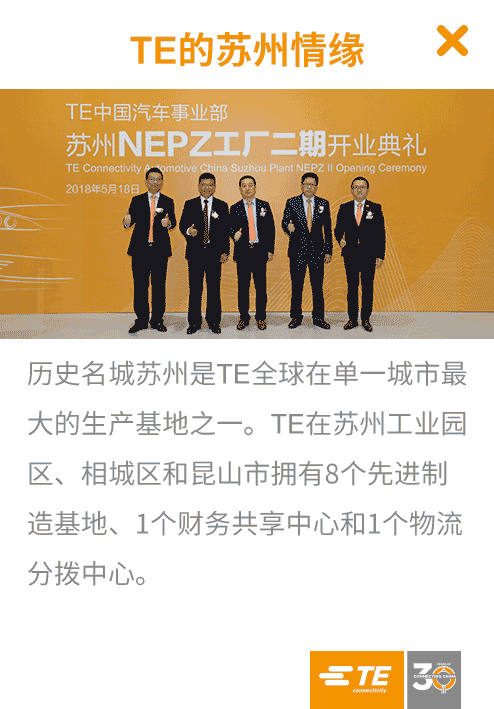 TE的苏州情缘
TE中国汽车事业部
苏州NEPZ工厂二期开业典礼
TE Connectivity Automotive China Suzhou Plant NEPZ II Opening Ceremony
2018年5月18日
历史名城苏州是TE全球在单一城市最
大的生产基地之一。TE在苏州工业园
区、相城区和昆山市拥有8个先进制
造基地、1个财务共享中心和1个物流
分拨中心。
TE
connectivity
30
YEARS OF
CONNECTING CHINA